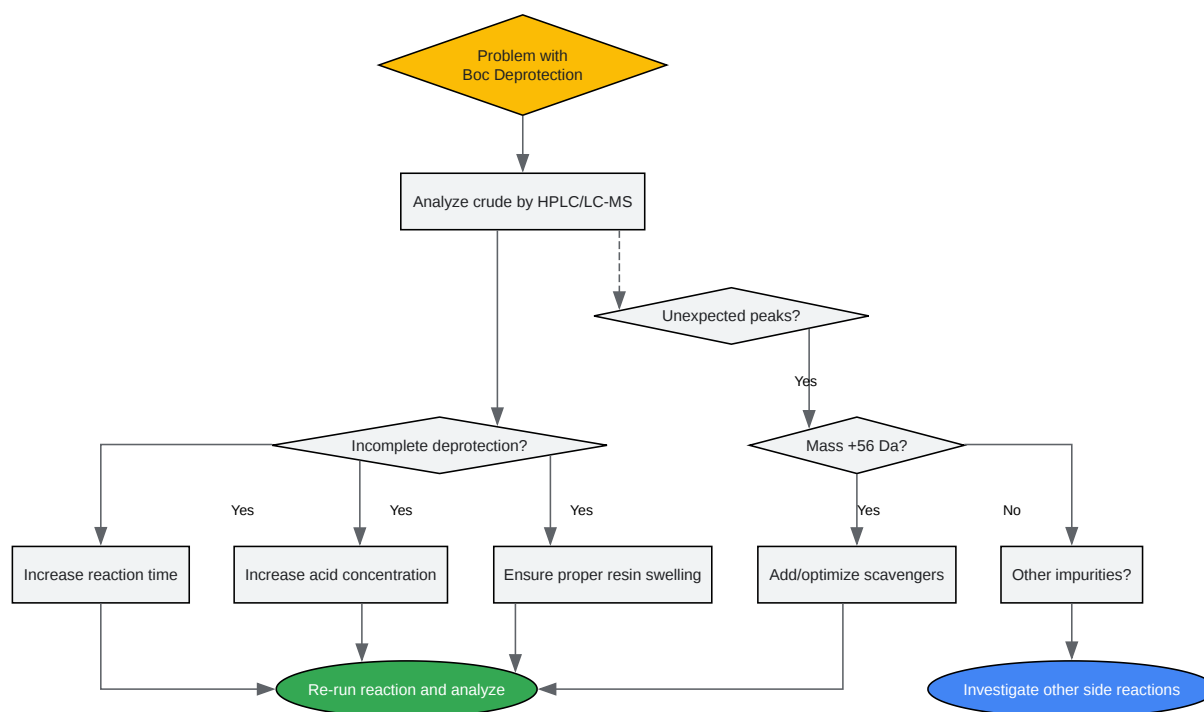 Problem with
Boc Deprotection
Analyze crude by HPLC/LC-MS
Unexpected peaks?
Yes
Incomplete deprotection?
Mass +56 Da?
Yes
Yes
Yes
Yes
No
Increase reaction time
Increase acid concentration
Ensure proper resin swelling
Add/optimize scavengers
Other impurities?
Re-run reaction and analyze
Investigate other side reactions